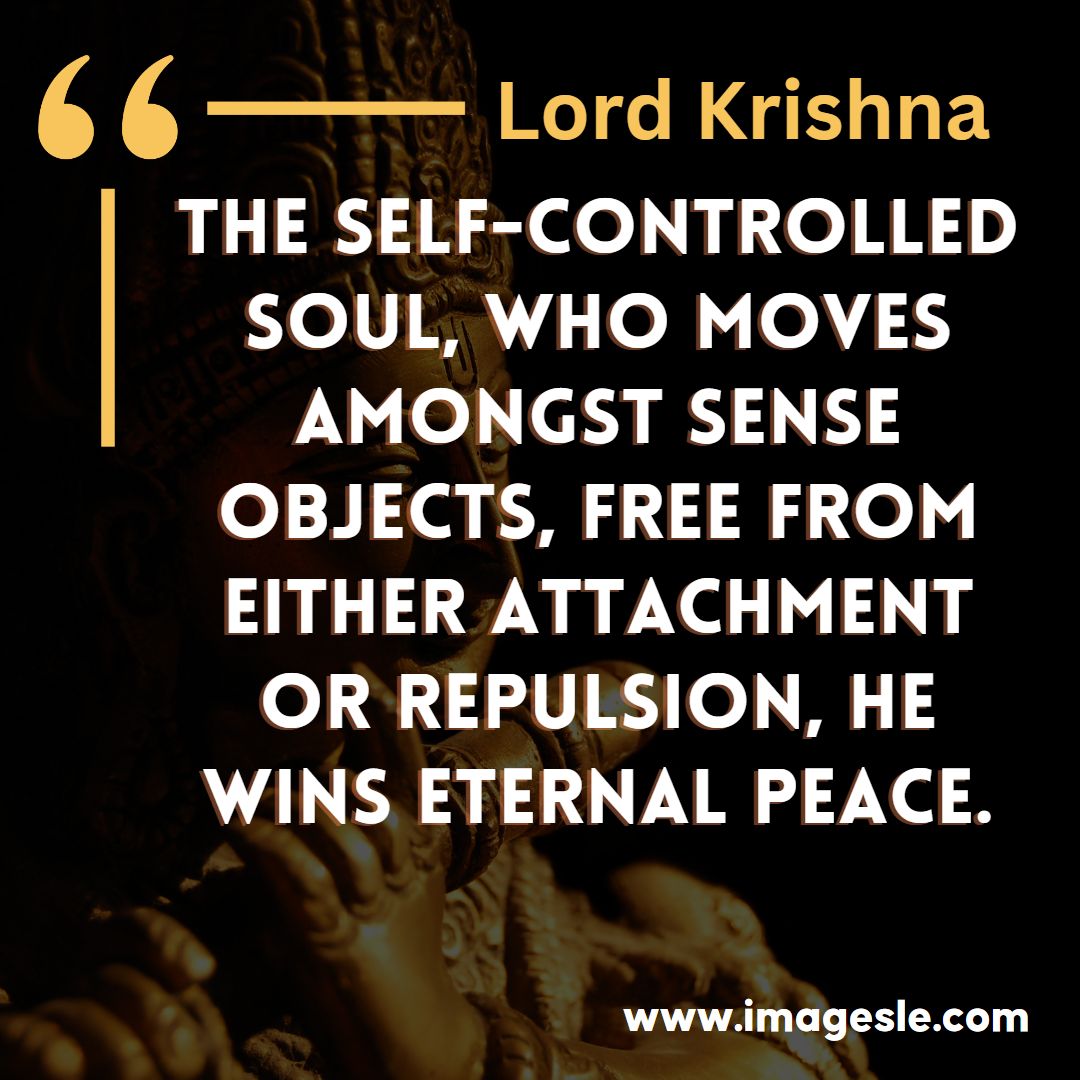 “
Lord Krishna
THE SELF-CONTROLLED
SOUL, WHO MOVES
AMONGST SENSE
OBJECTS, FREE FROM
EITHER ATTACHMENT
OR REPULSION, HE
WINS ETERNAL PEACE.
www.imagesle.com